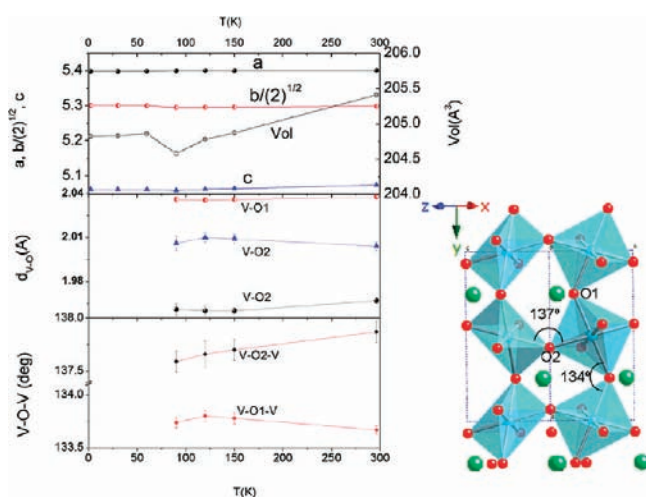 T(K)
0 50 100 150 200 250 300
206.0
5.4
a
205.5
5.3
b/(2)^1/2
205.0
a, b/(2)^1/2, c
Vol(A^3)
5.2
Vol
204.5
5.1
c
2.04
204.0
V-O1
2.01
V-O2
d_V-O(A)
1.98
V-O2
138.0
V-O2-V
137.5
V-O-V (deg)
134.0
V-O1-V
133.5
0 50 100 150 200 250 300
T(K)
Z X
Y
O1
137º
O2
134º